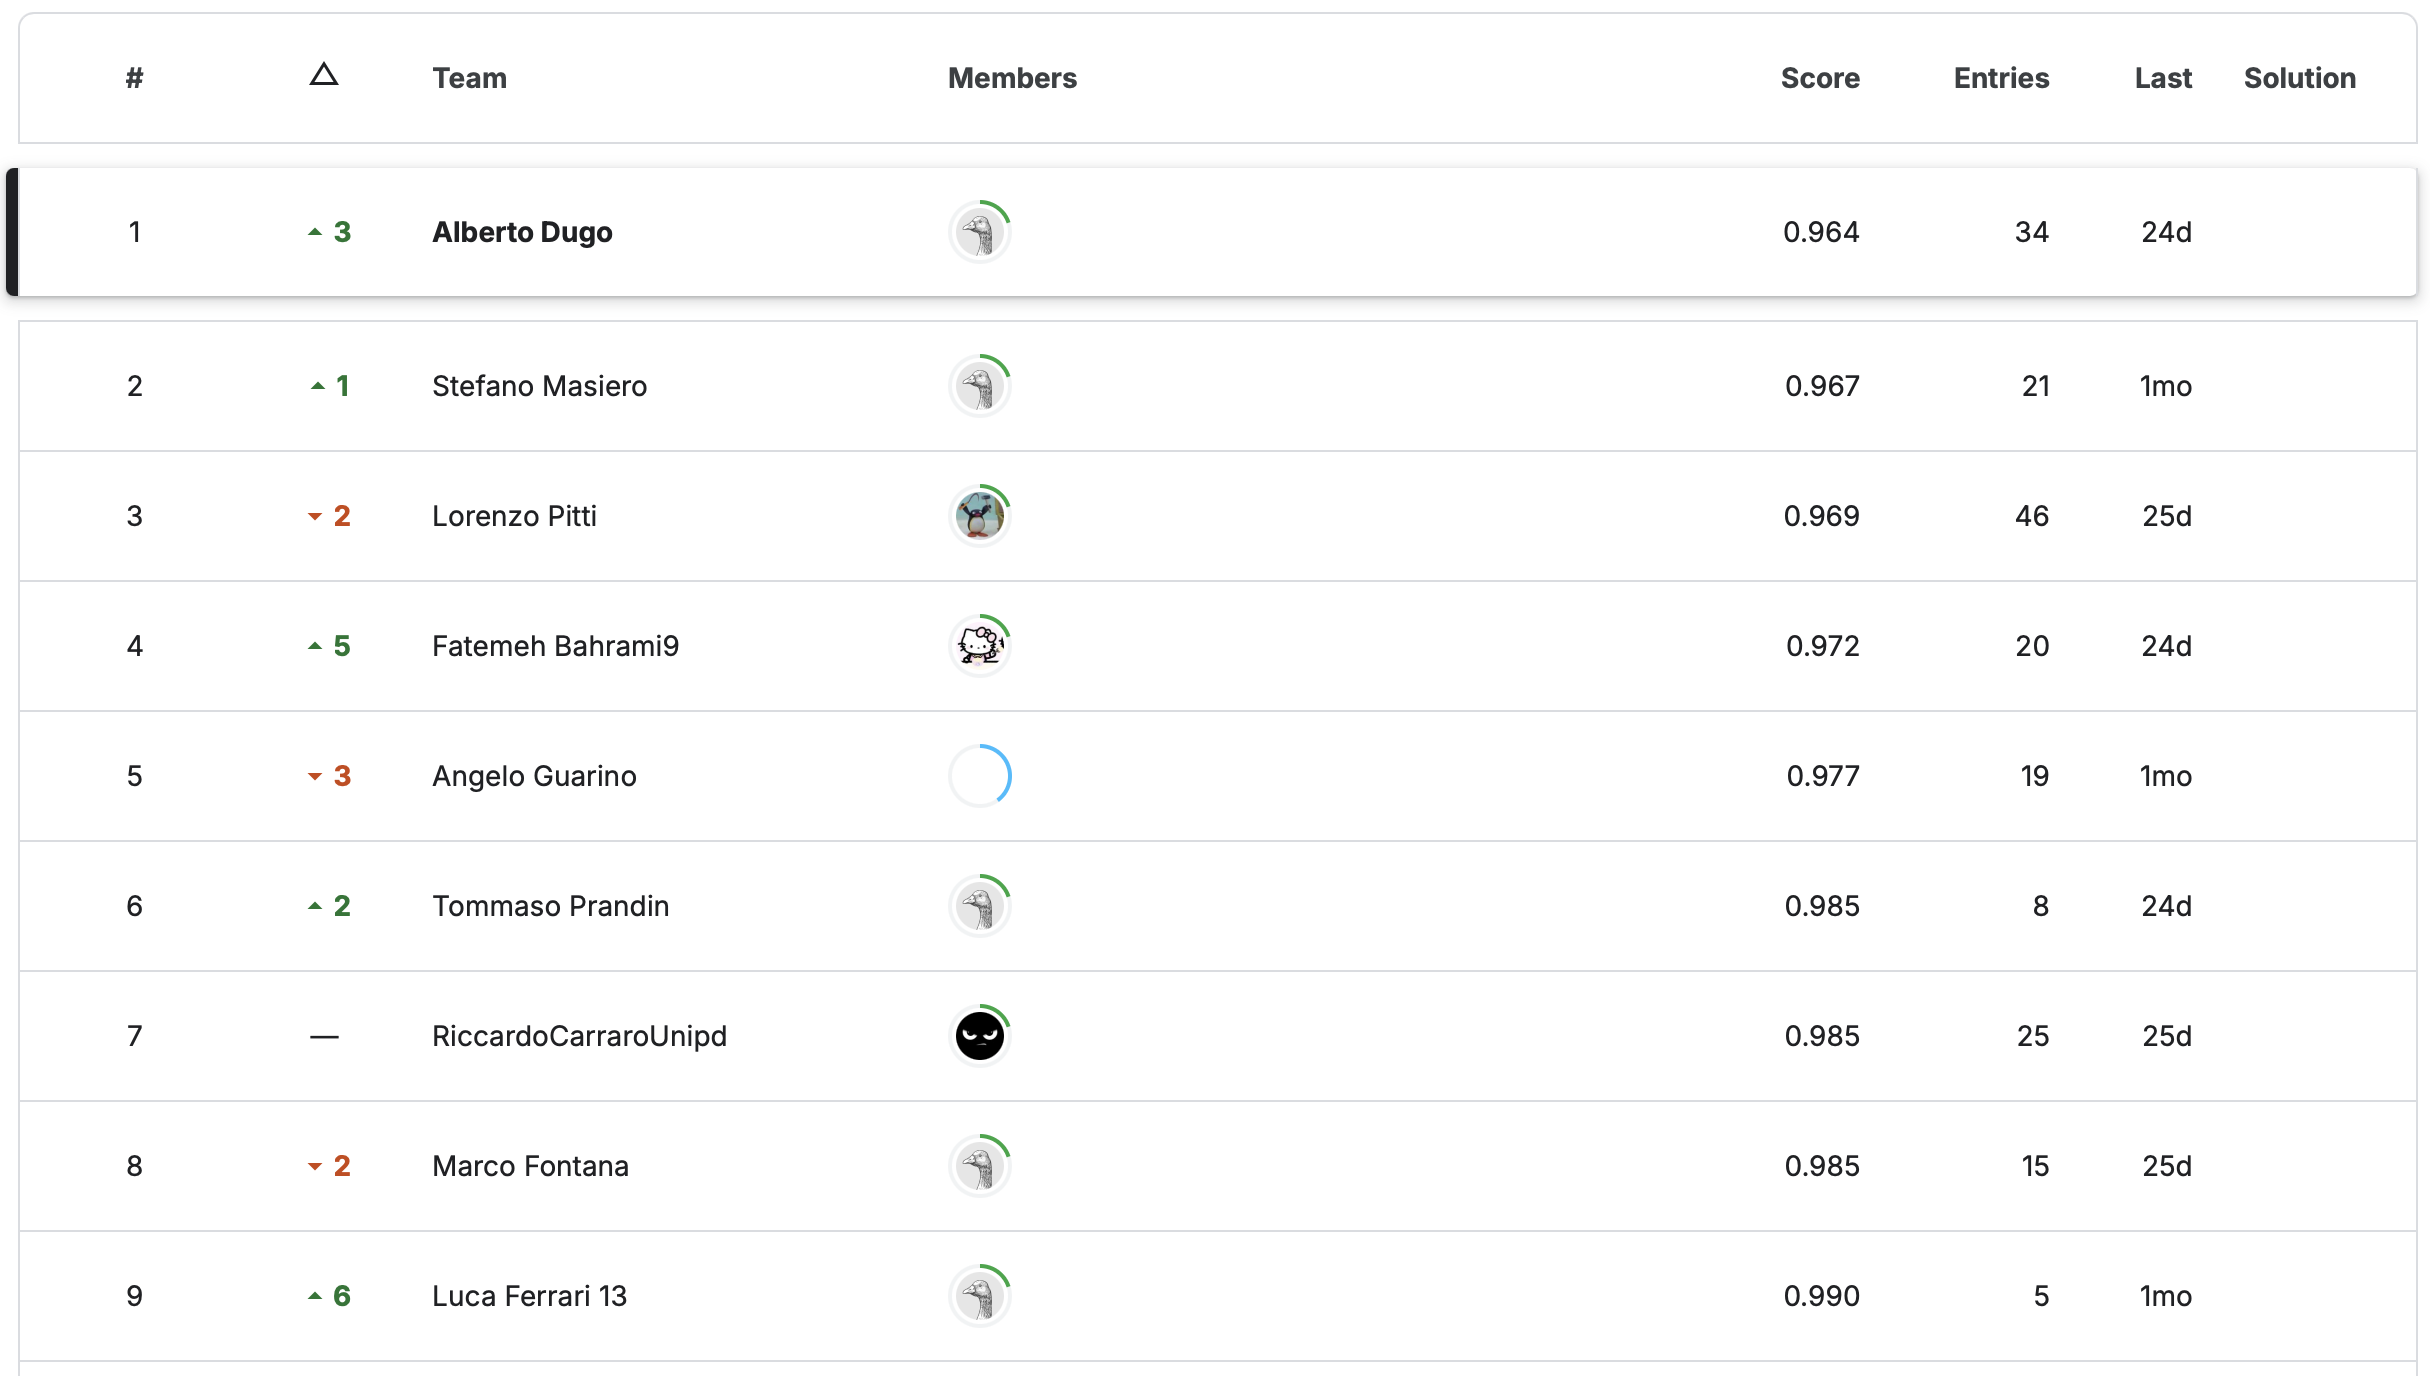 # △ Team Members Score Entries Last Solution
1 ▲ 3 Alberto Dugo 0.964 34 24d
2 ▲ 1 Stefano Masiero 0.967 21 1mo
3 ▼ 2 Lorenzo Pitti 0.969 46 25d
4 ▲ 5 Fatemeh Bahrami9 0.972 20 24d
5 ▼ 3 Angelo Guarino 0.977 19 1mo
6 ▲ 2 Tommaso Prandin 0.985 8 24d
7 — RiccardoCarraroUnipd 0.985 25 25d
8 ▼ 2 Marco Fontana 0.985 15 25d
9 ▲ 6 Luca Ferrari 13 0.990 5 1mo